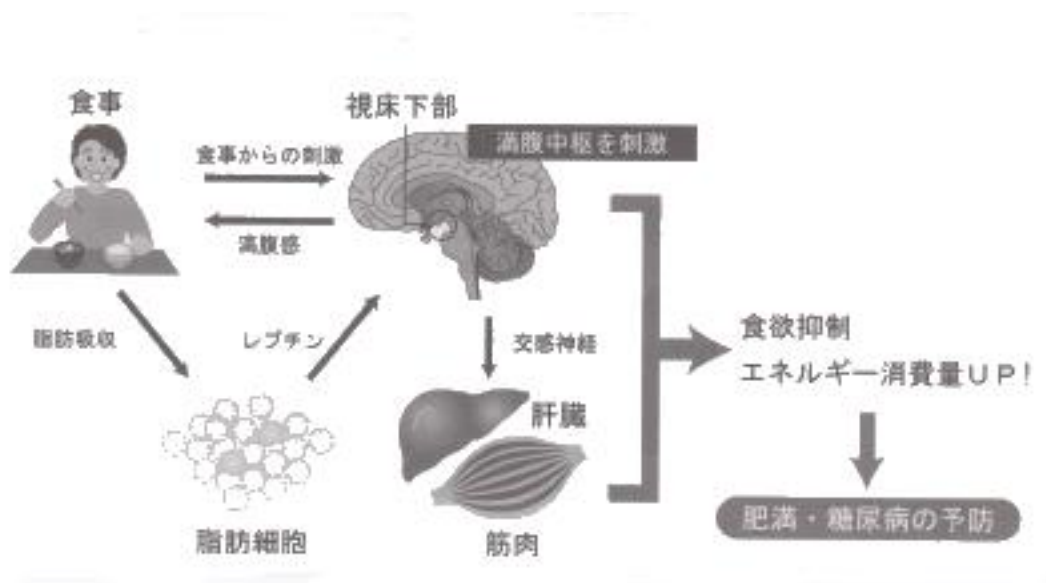 食事
視床下部
満腹中枢を刺激
食事からの刺激
満腹感
脂肪吸収
レプチン
交感神経
食欲抑制
エネルギー消費量UP!
肝臓
脂肪細胞
筋肉
肥満・糖尿病の予防